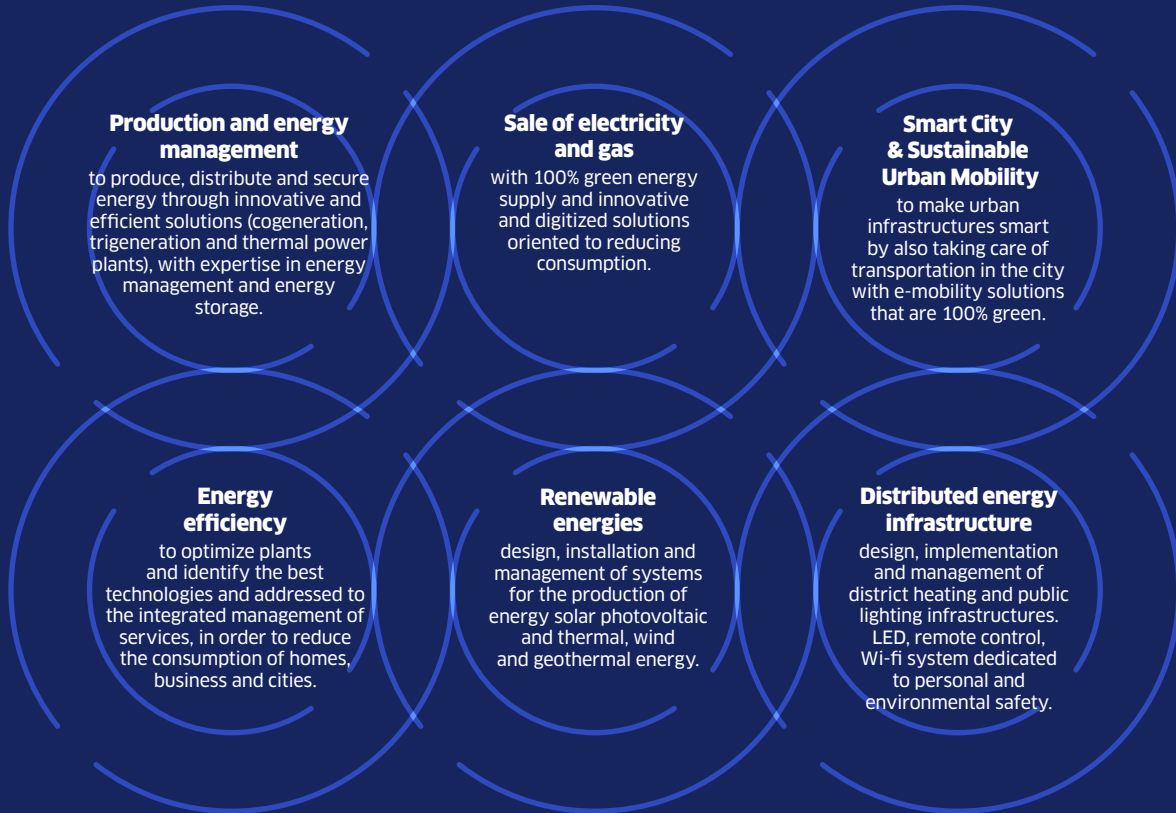 Production and energy
management
to produce, distribute and secure
energy through innovative and
efficient solutions (cogeneration,
trigeneration and thermal power
plants), with expertise in energy
management and energy
storage.
Sale of electricity
and gas
with 100% green energy
supply and innovative
and digitized solutions
oriented to reducing
consumption.
Smart City
& Sustainable
Urban Mobility
to make urban
infrastructures smart
by also taking care of
transportation in the city
with e-mobility solutions
that are 100% green.
Energy
efficiency
to optimize plants
and identify the best
technologies and addressed to
the integrated management of
services, in order to reduce
the consumption of homes,
business and cities.
Renewable
energies
design, installation and
management of systems
for the production of
energy solar photovoltaic
and thermal, wind
and geothermal energy.
Distributed energy
infrastructure
design, implementation
and management of
district heating and public
lighting infrastructures.
LED, remote control,
Wi-fi system dedicated
to personal and
environmental safety.